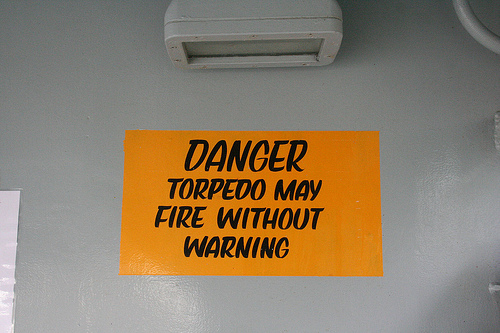 DANGER
TORPEDO MAY
FIRE WITHOUT
WARNING